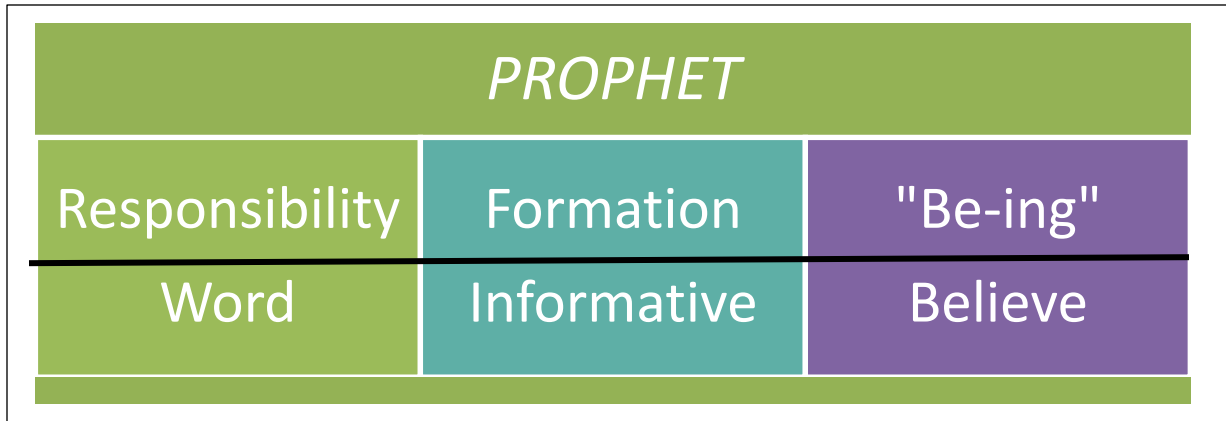 PROPHET
Responsibility Formation "Be-ing"
Word Informative Believe